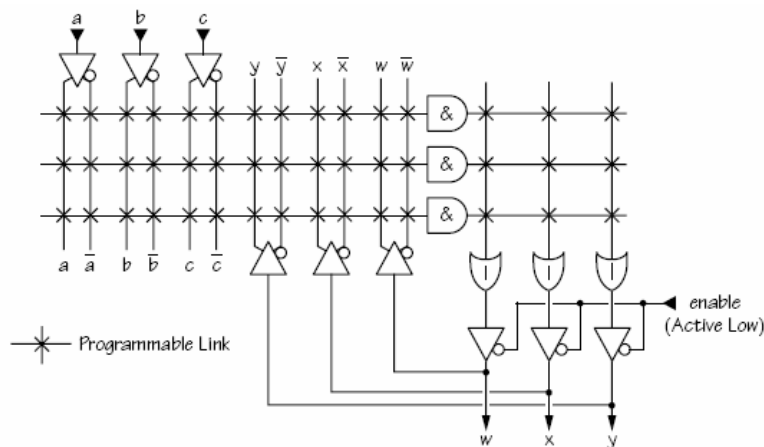 a b c
y y̅ x x̅ w w̅
&
&
&
a a̅ b b̅ c c̅
| | |
enable
(Active Low)
Programmable Link
w x y